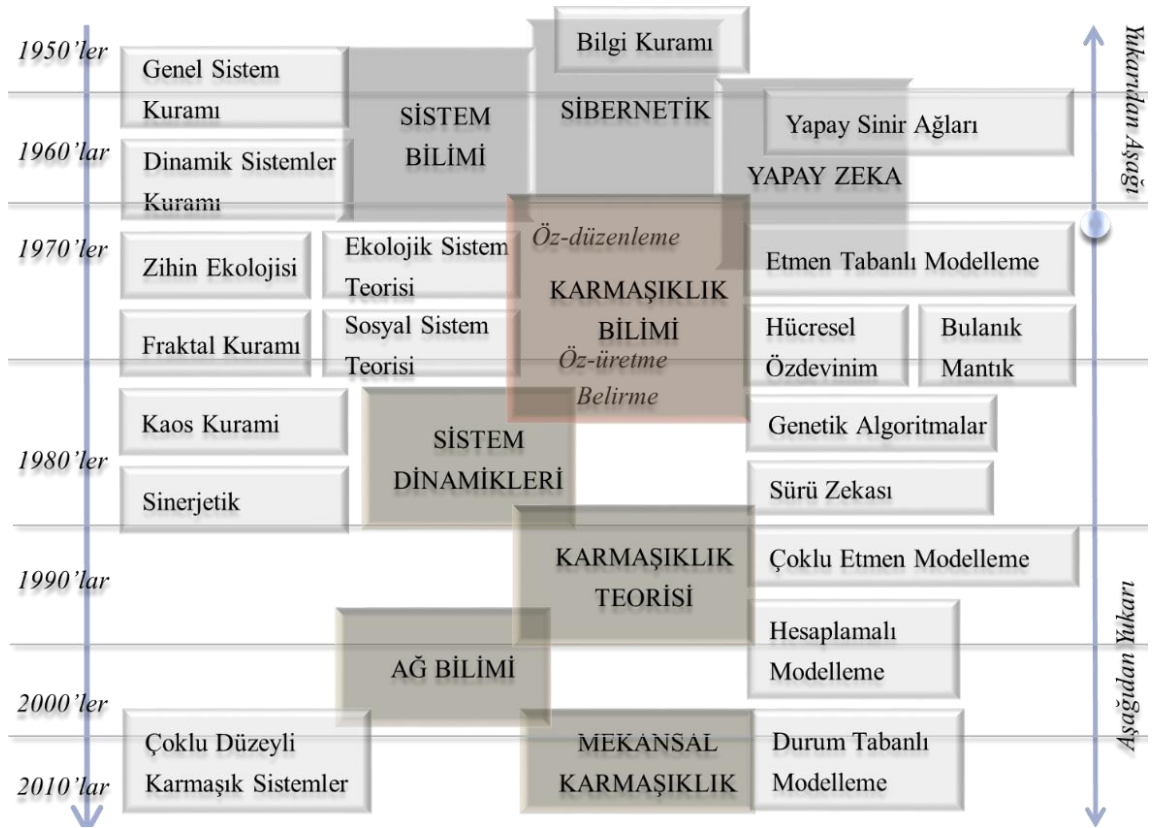 1950'ler
Bilgi Kuramı
Genel Sistem
Kuramı
SİSTEM
BİLİMİ
SİBERNETİK
Yapay Sinir Ağları
Yukarıdan Aşağı
1960'lar
Dinamik Sistemler
Kuramı
YAPAY ZEKA
1970'ler
Zihin Ekolojisi
Ekolojik Sistem
Teorisi
Öz-düzenleme
KARMAŞIKLIK
BİLİMİ
Öz-üretme
Belirme
Etmen Tabanlı Modelleme
Fraktal Kuramı
Sosyal Sistem
Teorisi
Hücresel
Özdevinim
Bulanık
Mantık
Kaos Kurami
SİSTEM
DİNAMİKLERİ
Genetik Algoritmalar
1980'ler
Sinerjetik
Sürü Zekası
1990'lar
KARMAŞIKLIK
TEORİSİ
Çoklu Etmen Modelleme
Hesaplamalı
Modelleme
Aşağıdan Yukarı
AĞ BİLİMİ
2000'ler
Çoklu Düzeyli
Karmaşık Sistemler
MEKANSAL
KARMAŞIKLIK
Durum Tabanlı
Modelleme
2010'lar